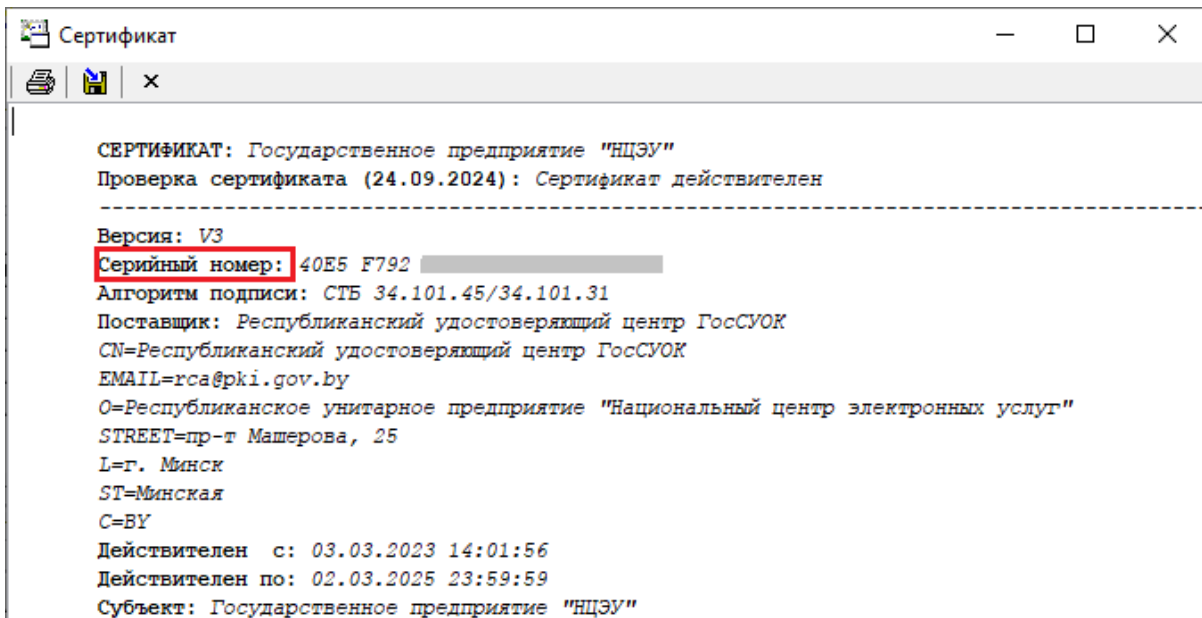 Сертификат
СЕРТИФИКАТ: Государственное предприятие "НЦЭУ"
Проверка сертификата (24.09.2024): Сертификат действителен
Версия: V3
Серийный номер: 40E5 F792
Алгоритм подписи: СТБ 34.101.45/34.101.31
Поставщик: Республиканский удостоверяющий центр ГосСУОК
CN=Республиканский удостоверяющий центр ГосСУОК
EMAIL=rca@pki.gov.by
O=Республиканское унитарное предприятие "Национальный центр электронных услуг"
STREET=пр-т Машерова, 25
L=г. Минск
ST=Минская
C=BY
Действителен  с: 03.03.2023 14:01:56
Действителен по: 02.03.2025 23:59:59
Субъект: Государственное предприятие "НЦЭУ"